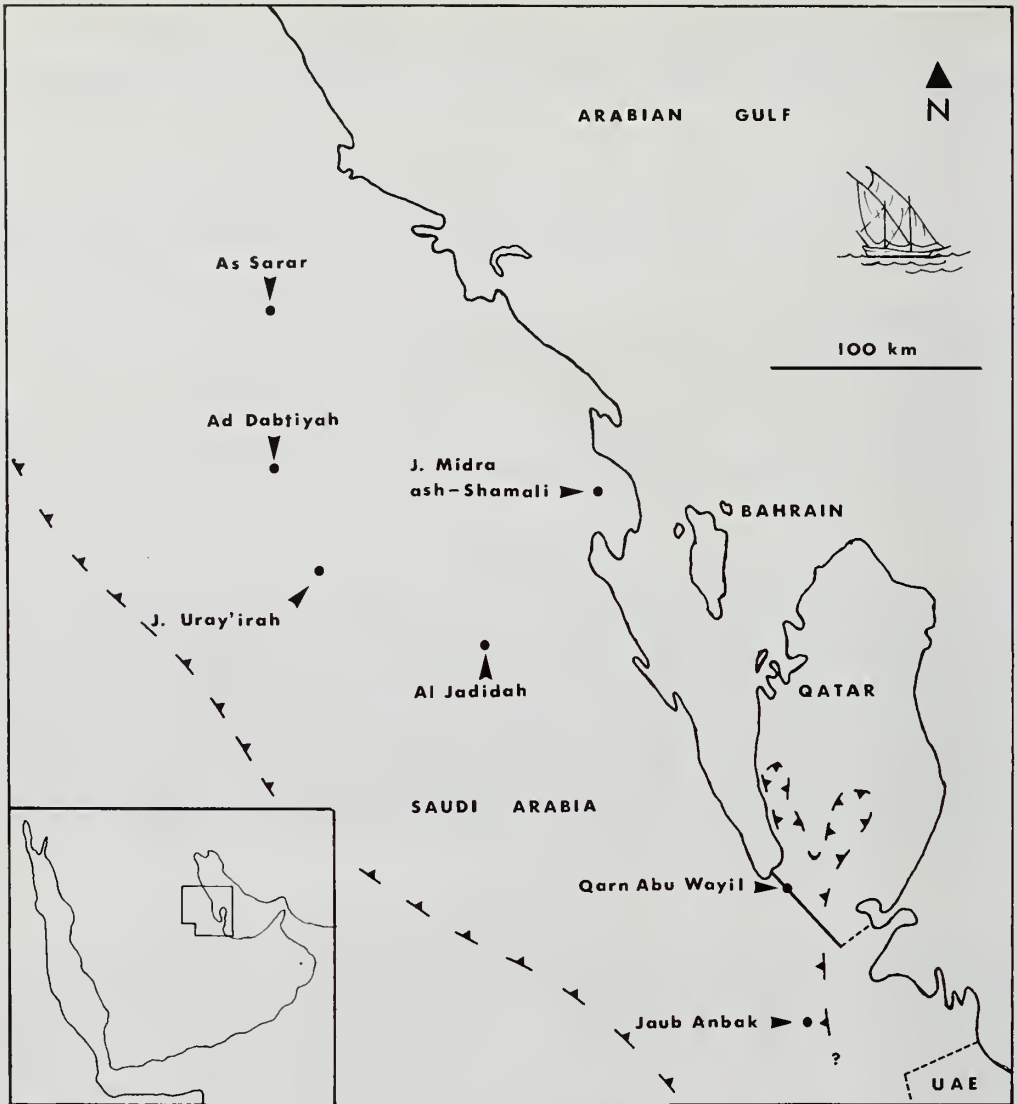 ARABIAN GULF
N
As Sarar
100 km
Ad Dabtiyah
J. Midra
ash-Shamali
BAHRAIN
J. Uray'irah
Al Jadidah
QATAR
SAUDI ARABIA
Qarn Abu Wayil
Jaub Anbak
?
UAE